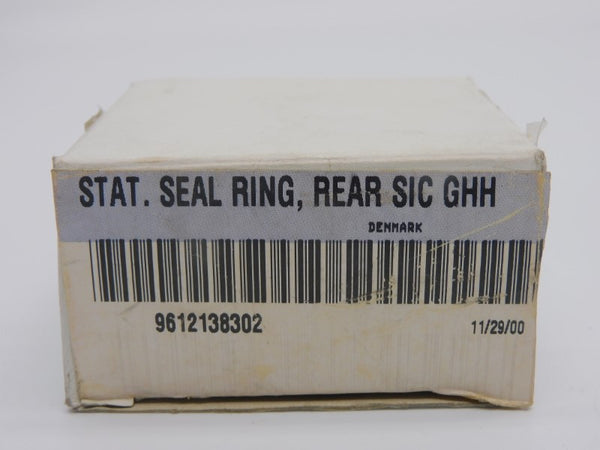 STAT. SEAL RING, REAR SIC GHH
DENMARK
9612138302
11/29/00